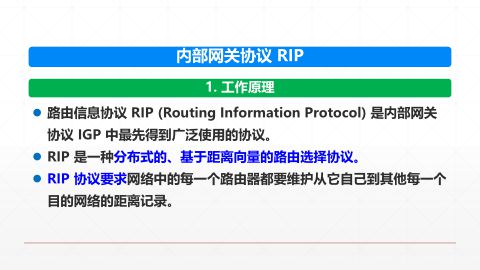 内部网关协议 RIP
1. 工作原理
路由信息协议 RIP (Routing Information Protocol) 是内部网关
协议 IGP 中最先得到广泛使用的协议。
RIP 是一种分布式的、基于距离向量的路由选择协议。
RIP 协议要求网络中的每一个路由器都要维护从它自己到其他每一个
目的网络的距离记录。